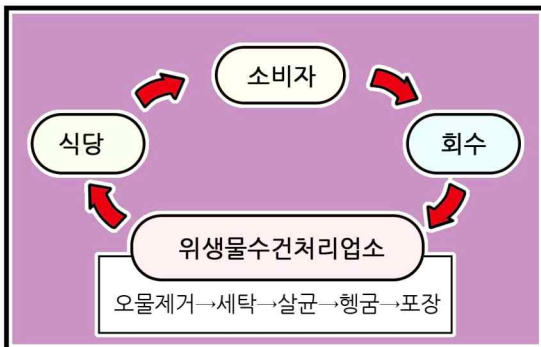 소비자
식당
회수
위생물수건처리업소
오물제거→세탁→살균→헹굼→포장